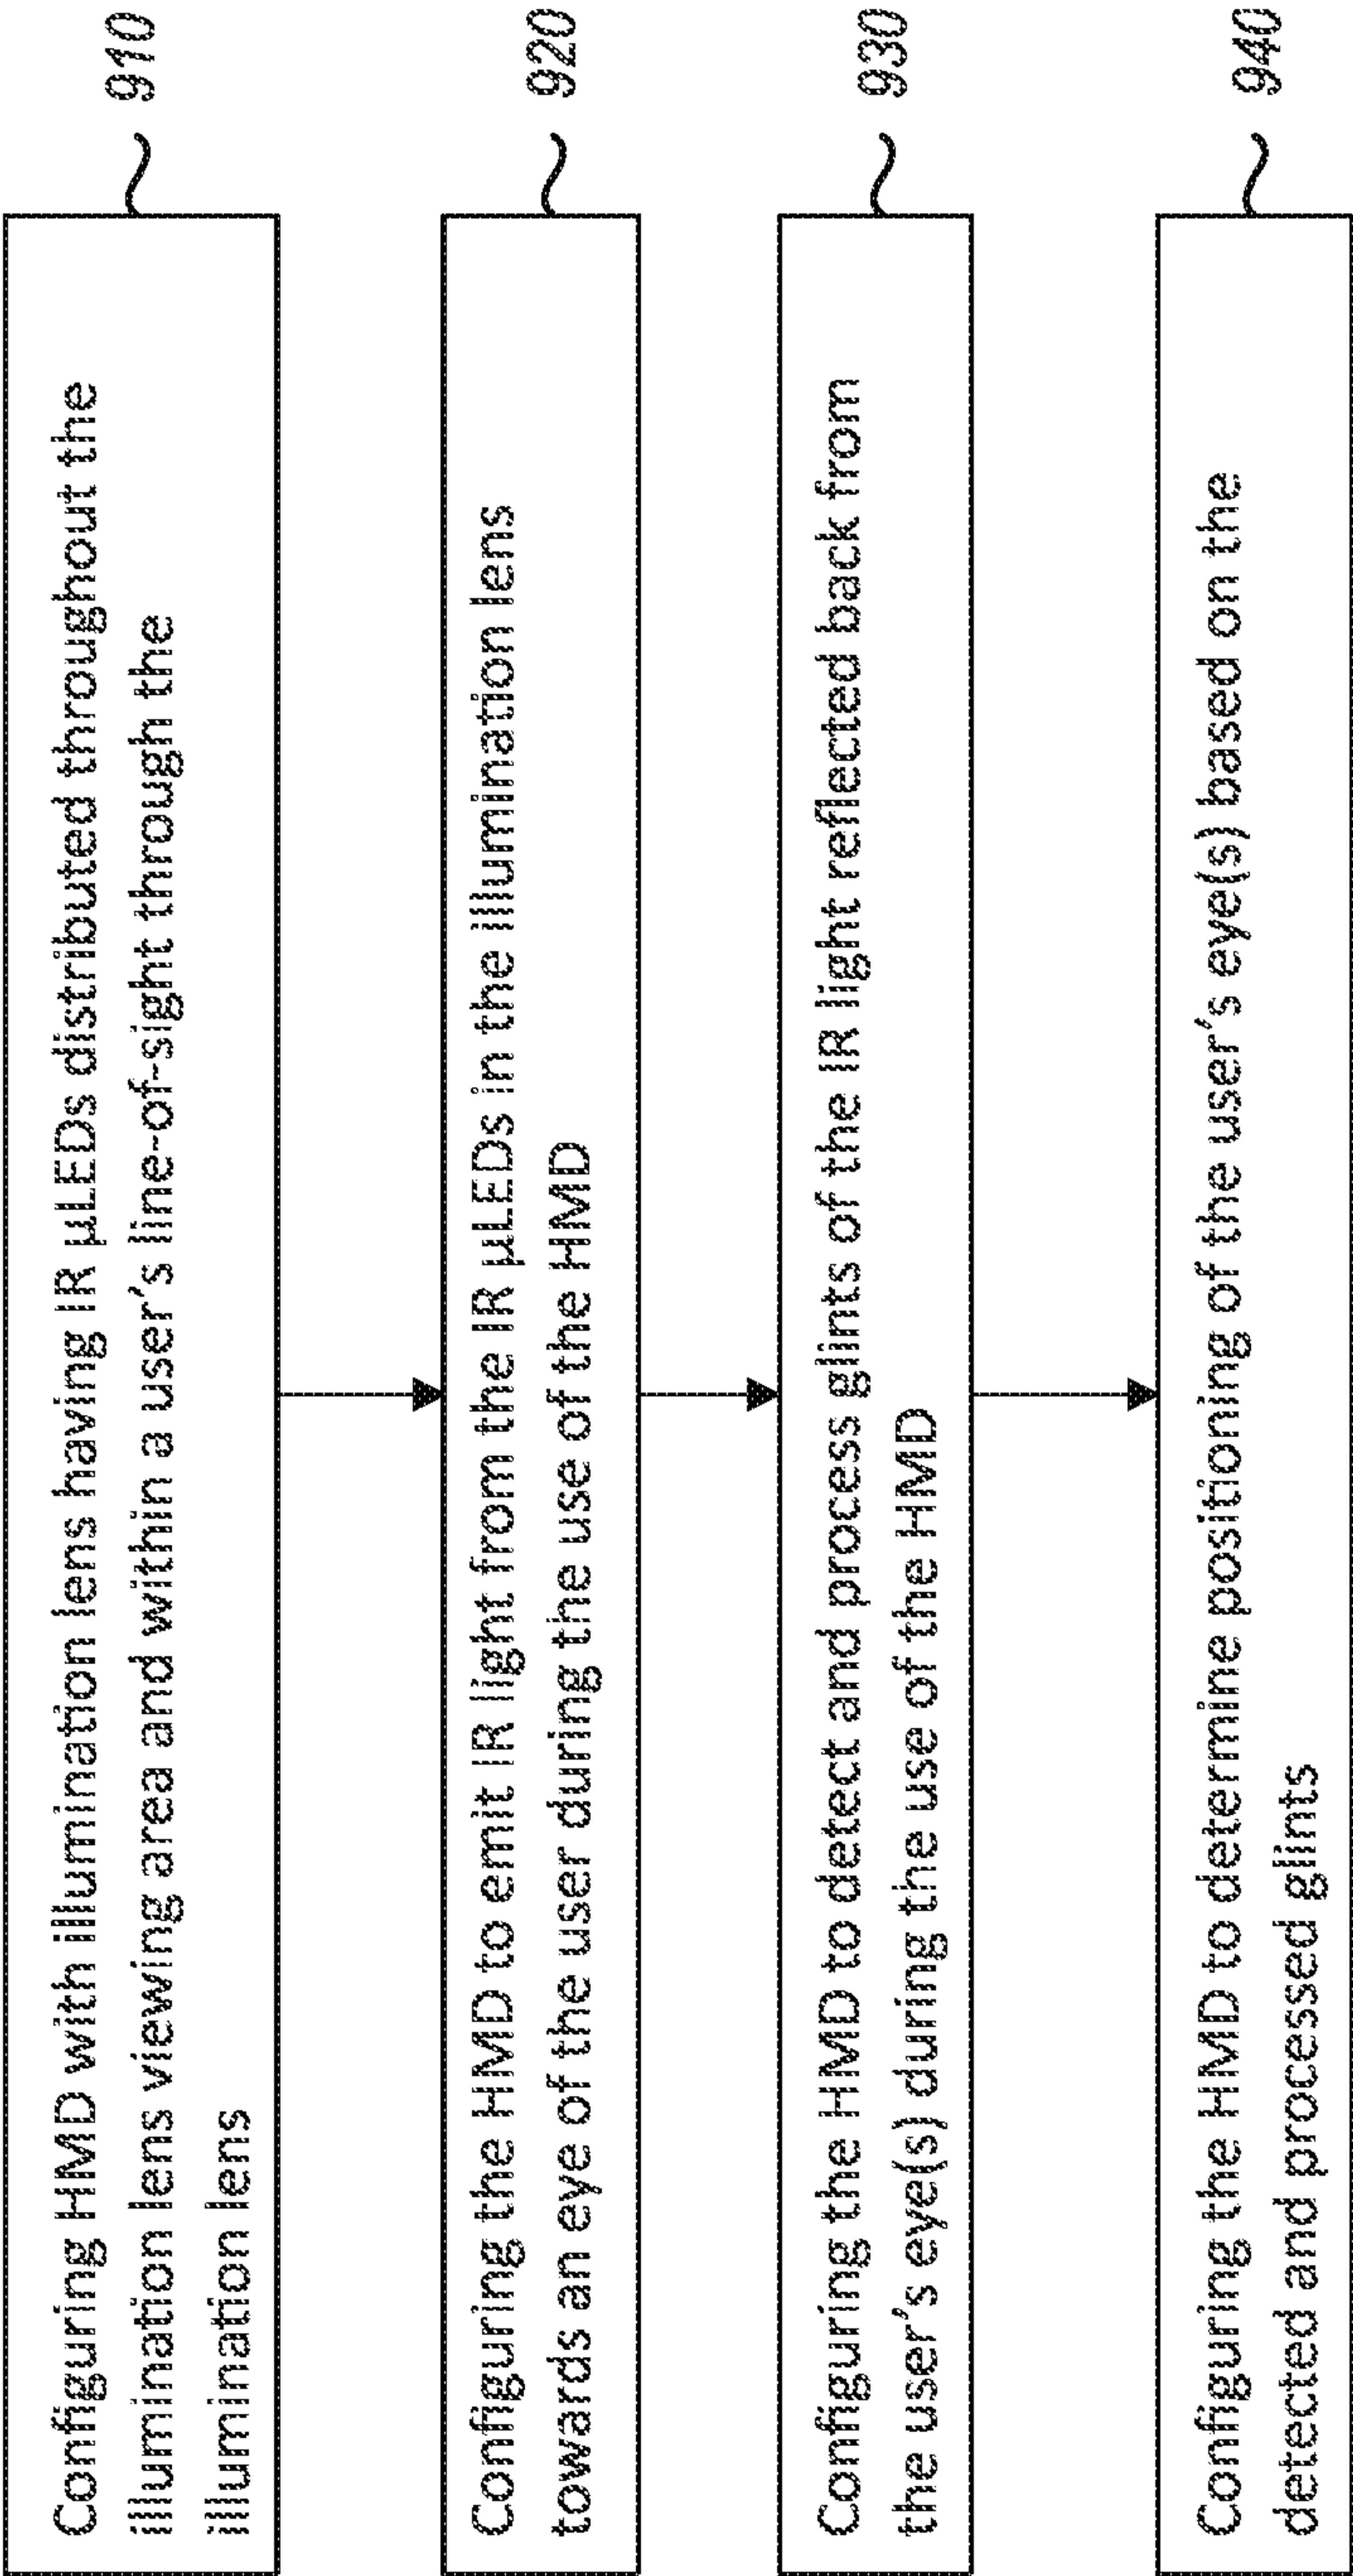 Configuring HMD with illumination lens having IR µLEDs distributed throughout the
illumination lens viewing area and within a user's line-of-sight through the
illumination lens
910
Configuring the HMD to emit IR light from the IR µLEDs in the illumination lens
towards an eye of the user during the use of the HMD
920
Configuring the HMD to detect and process glints of the IR light reflected back from
the user's eye(s) during the use of the HMD
930
Configuring the HMD to determine positioning of the user's eye(s) based on the
detected and processed glints
940